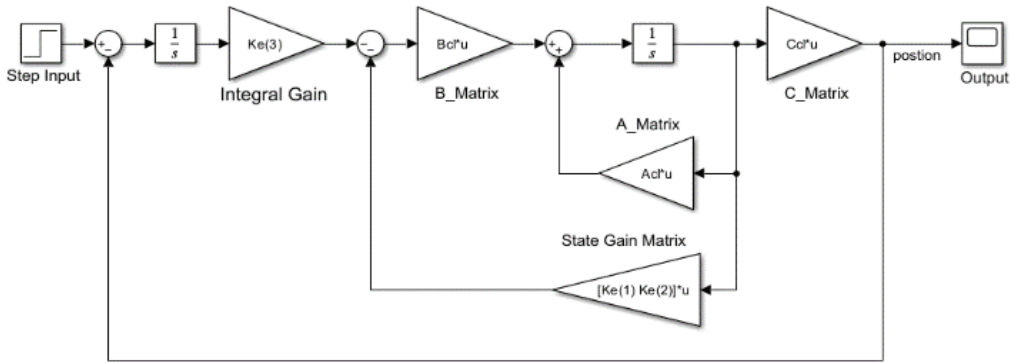 Step Input
+
−
1
s
Ke(3)
Integral Gain
−
−
Bcl*u
B_Matrix
+
+
1
s
Ccl*u
C_Matrix
postion
Output
A_Matrix
Acl*u
State Gain Matrix
[Ke(1) Ke(2)]*u